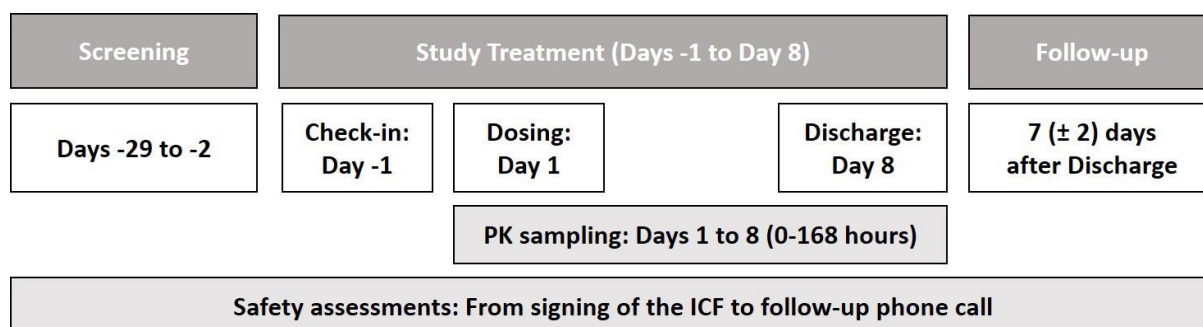 Screening
Study Treatment (Days -1 to Day 8)
Follow-up
Days -29 to -2
Check-in:
Day -1
Dosing:
Day 1
Discharge:
Day 8
7 (± 2) days
after Discharge
PK sampling: Days 1 to 8 (0-168 hours)
Safety assessments: From signing of the ICF to follow-up phone call